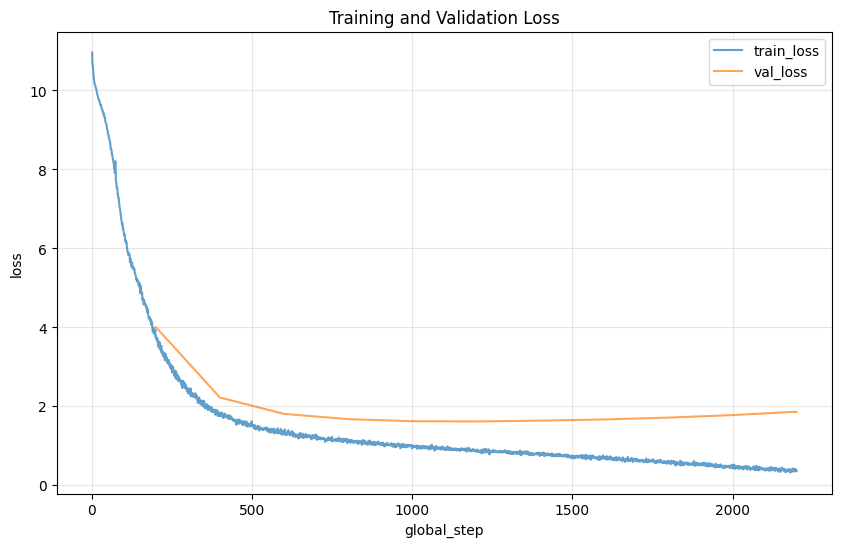 Training and Validation Loss
train_loss
val_loss
loss
10
8
6
4
2
0
0 500 1000 1500 2000
global_step